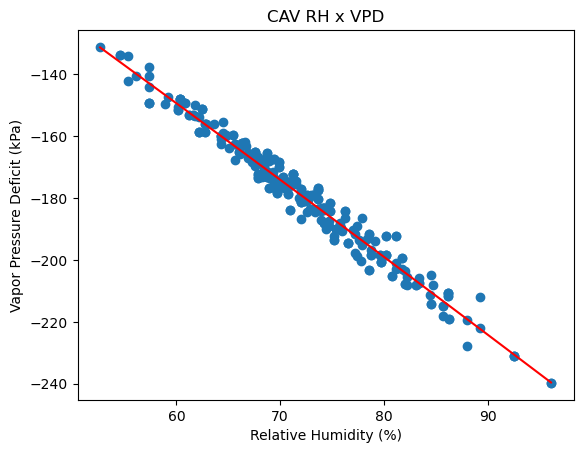 CAV RH x VPD
Vapor Pressure Deficit (kPa)
−140
−160
−180
−200
−220
−240
60 70 80 90
Relative Humidity (%)